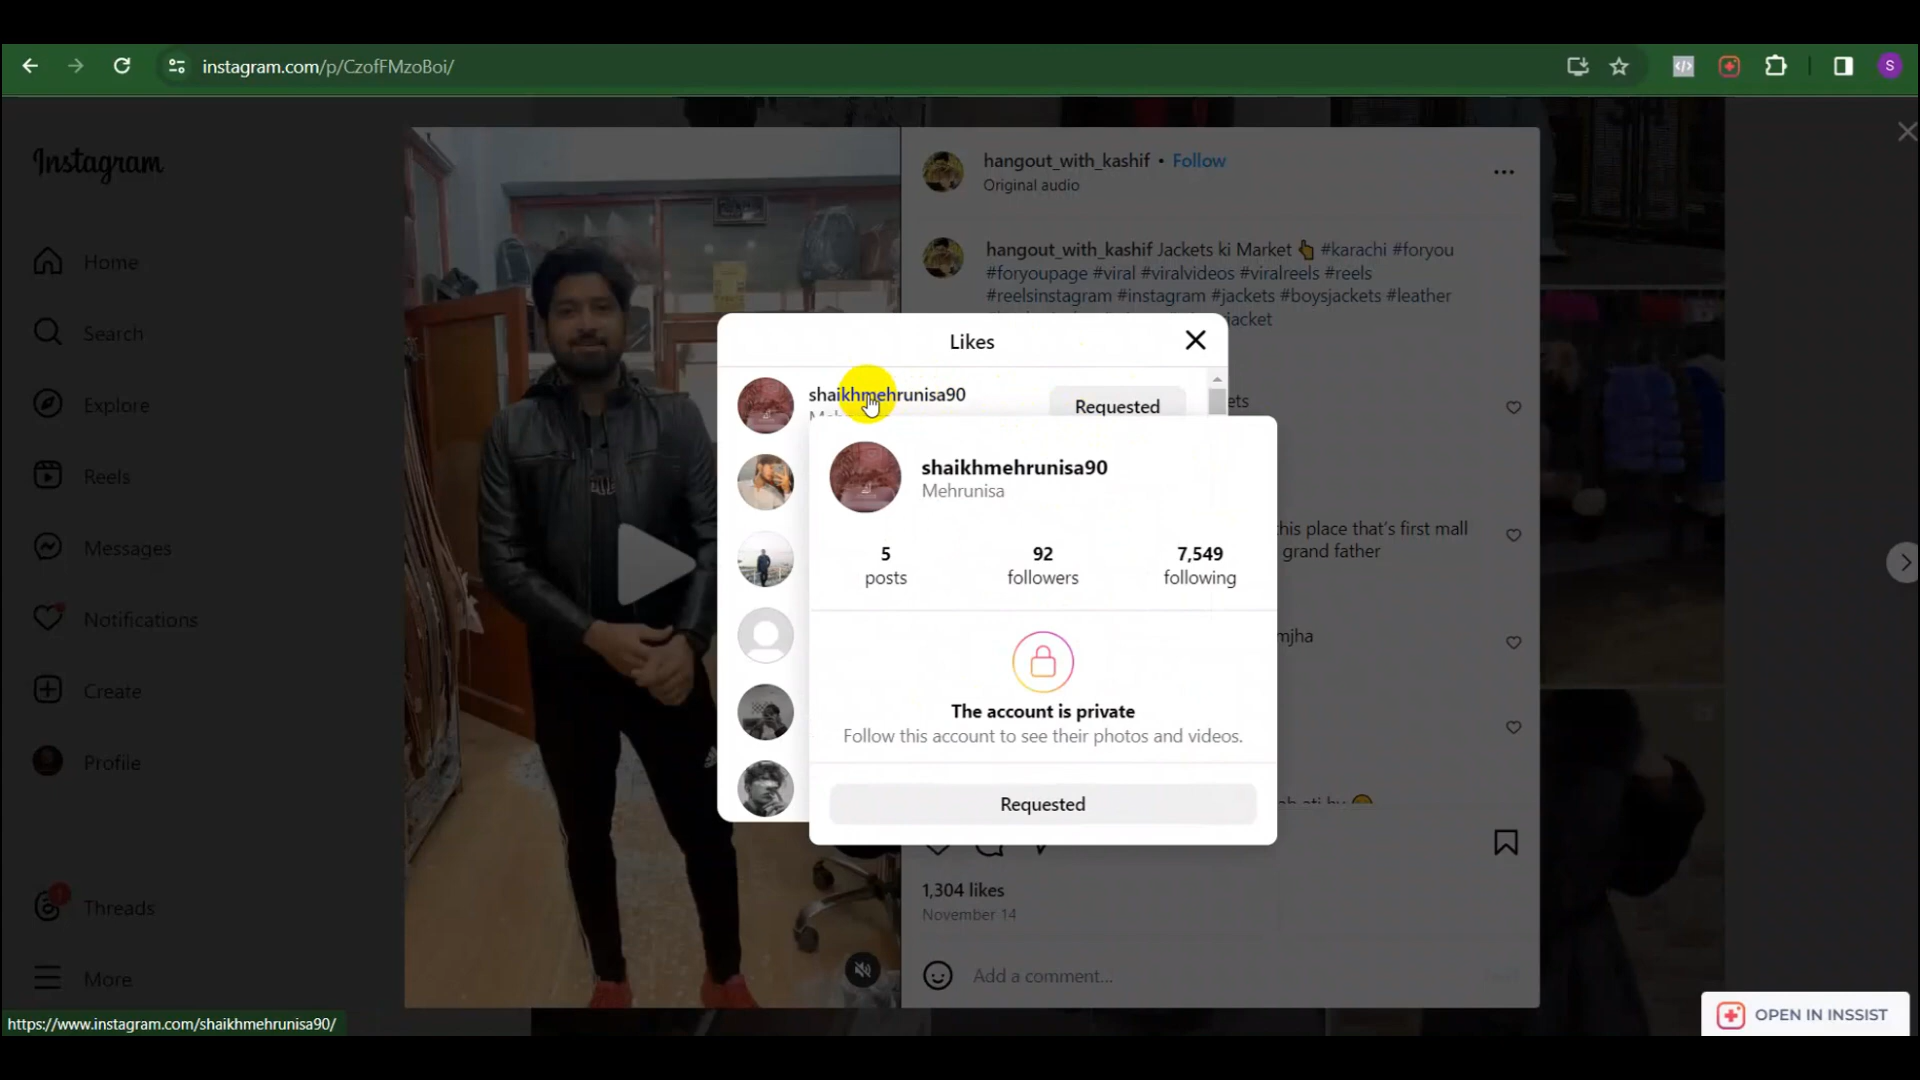 instagram.com/p/CzofFMzoBoi/
S
Instagram
Home
Search
Explore
Reels
Messages
Notifications
Create
Profile
Threads
More
hangout_with_kashif • Follow
Original audio
hangout_with_kashif Jackets ki Market 👆 #karachi #foryou
#foryoupage #viral #viralvideos #viralreels #reels
#reelsinstagram #instagram #jackets #boysjackets #leather
jacket
Likes
shaikhmehrunisa90
Requested
ets
shaikhmehrunisa90
Mehrunisa
5 posts
92 followers
7,549 following
this place that's first mall
grand father
mjha
The account is private
Follow this account to see their photos and videos.
Requested
1,304 likes
November 14
Add a comment...
https://www.instagram.com/shaikhmehrunisa90/
OPEN IN INSSIST